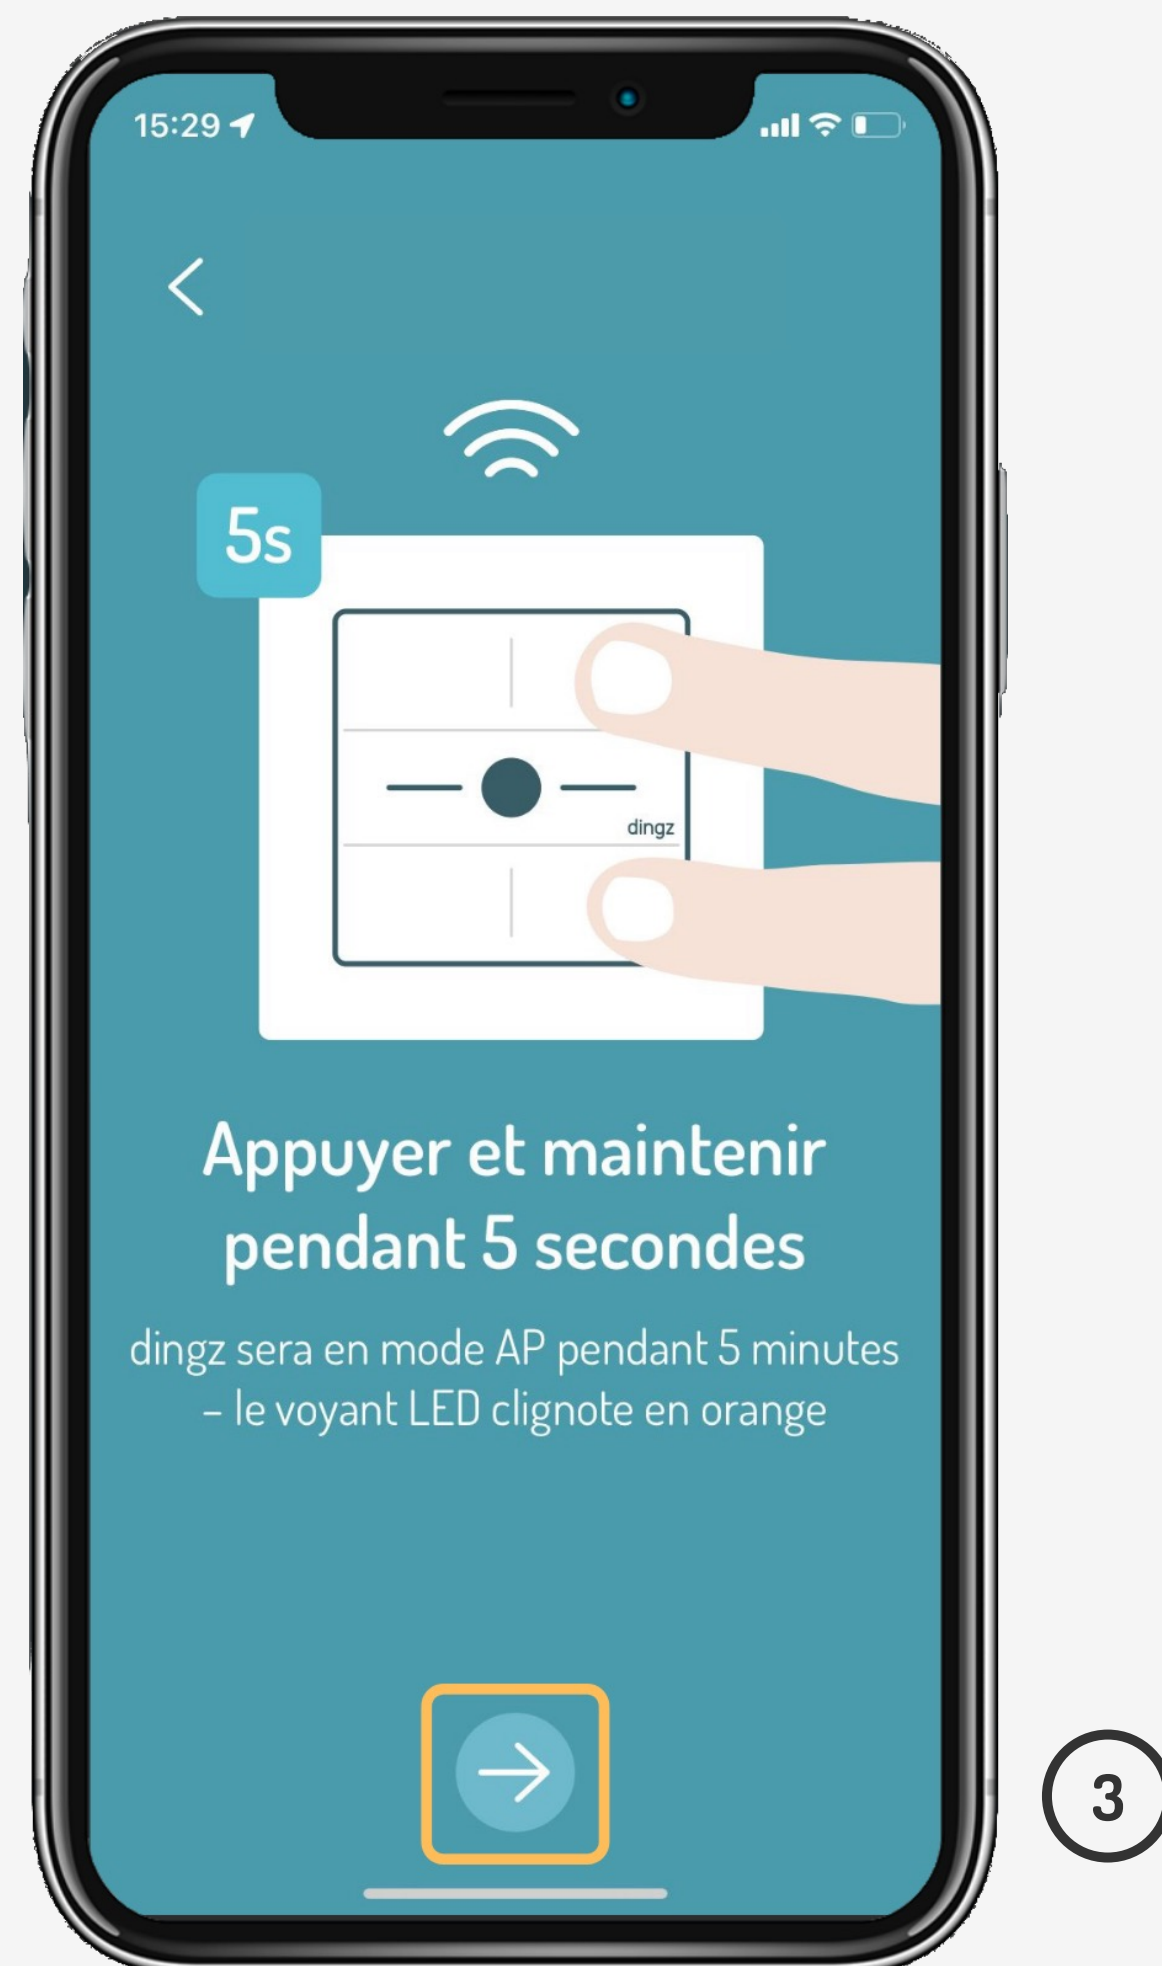 15:29
5s
dingz
Appuyer et maintenir
pendant 5 secondes
dingz sera en mode AP pendant 5 minutes
– le voyant LED clignote en orange
3